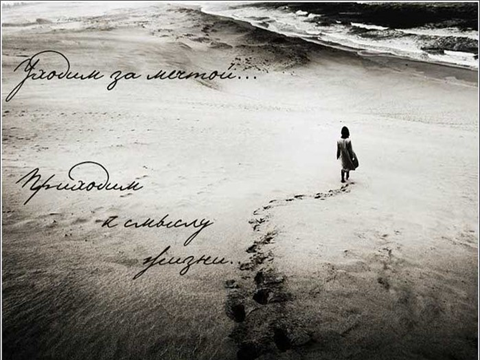 Уходим за мечтой...
Приходим
к смыслу
жизни...